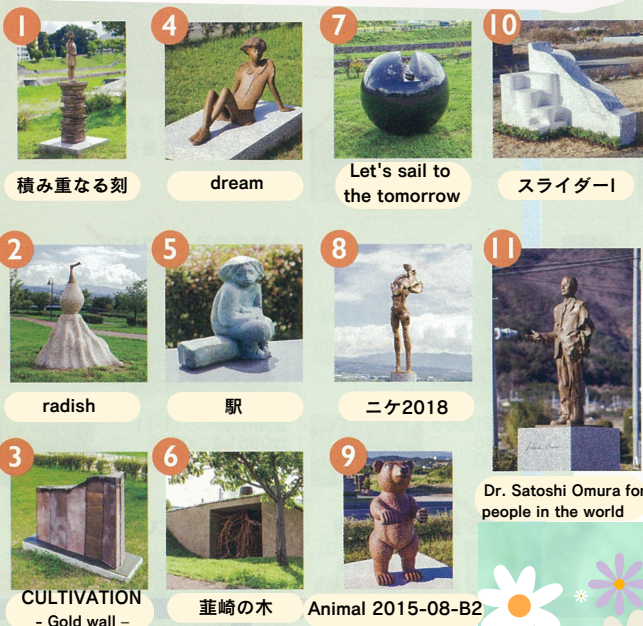 1
積み重なる刻
4
dream
7
Let's sail to
the tomorrow
10
スライダーI
2
radish
5
駅
8
ニケ2018
11
Dr. Satoshi Omura for
people in the world
3
CULTIVATION
- Gold wall –
6
韮崎の木
9
Animal 2015-08-B2